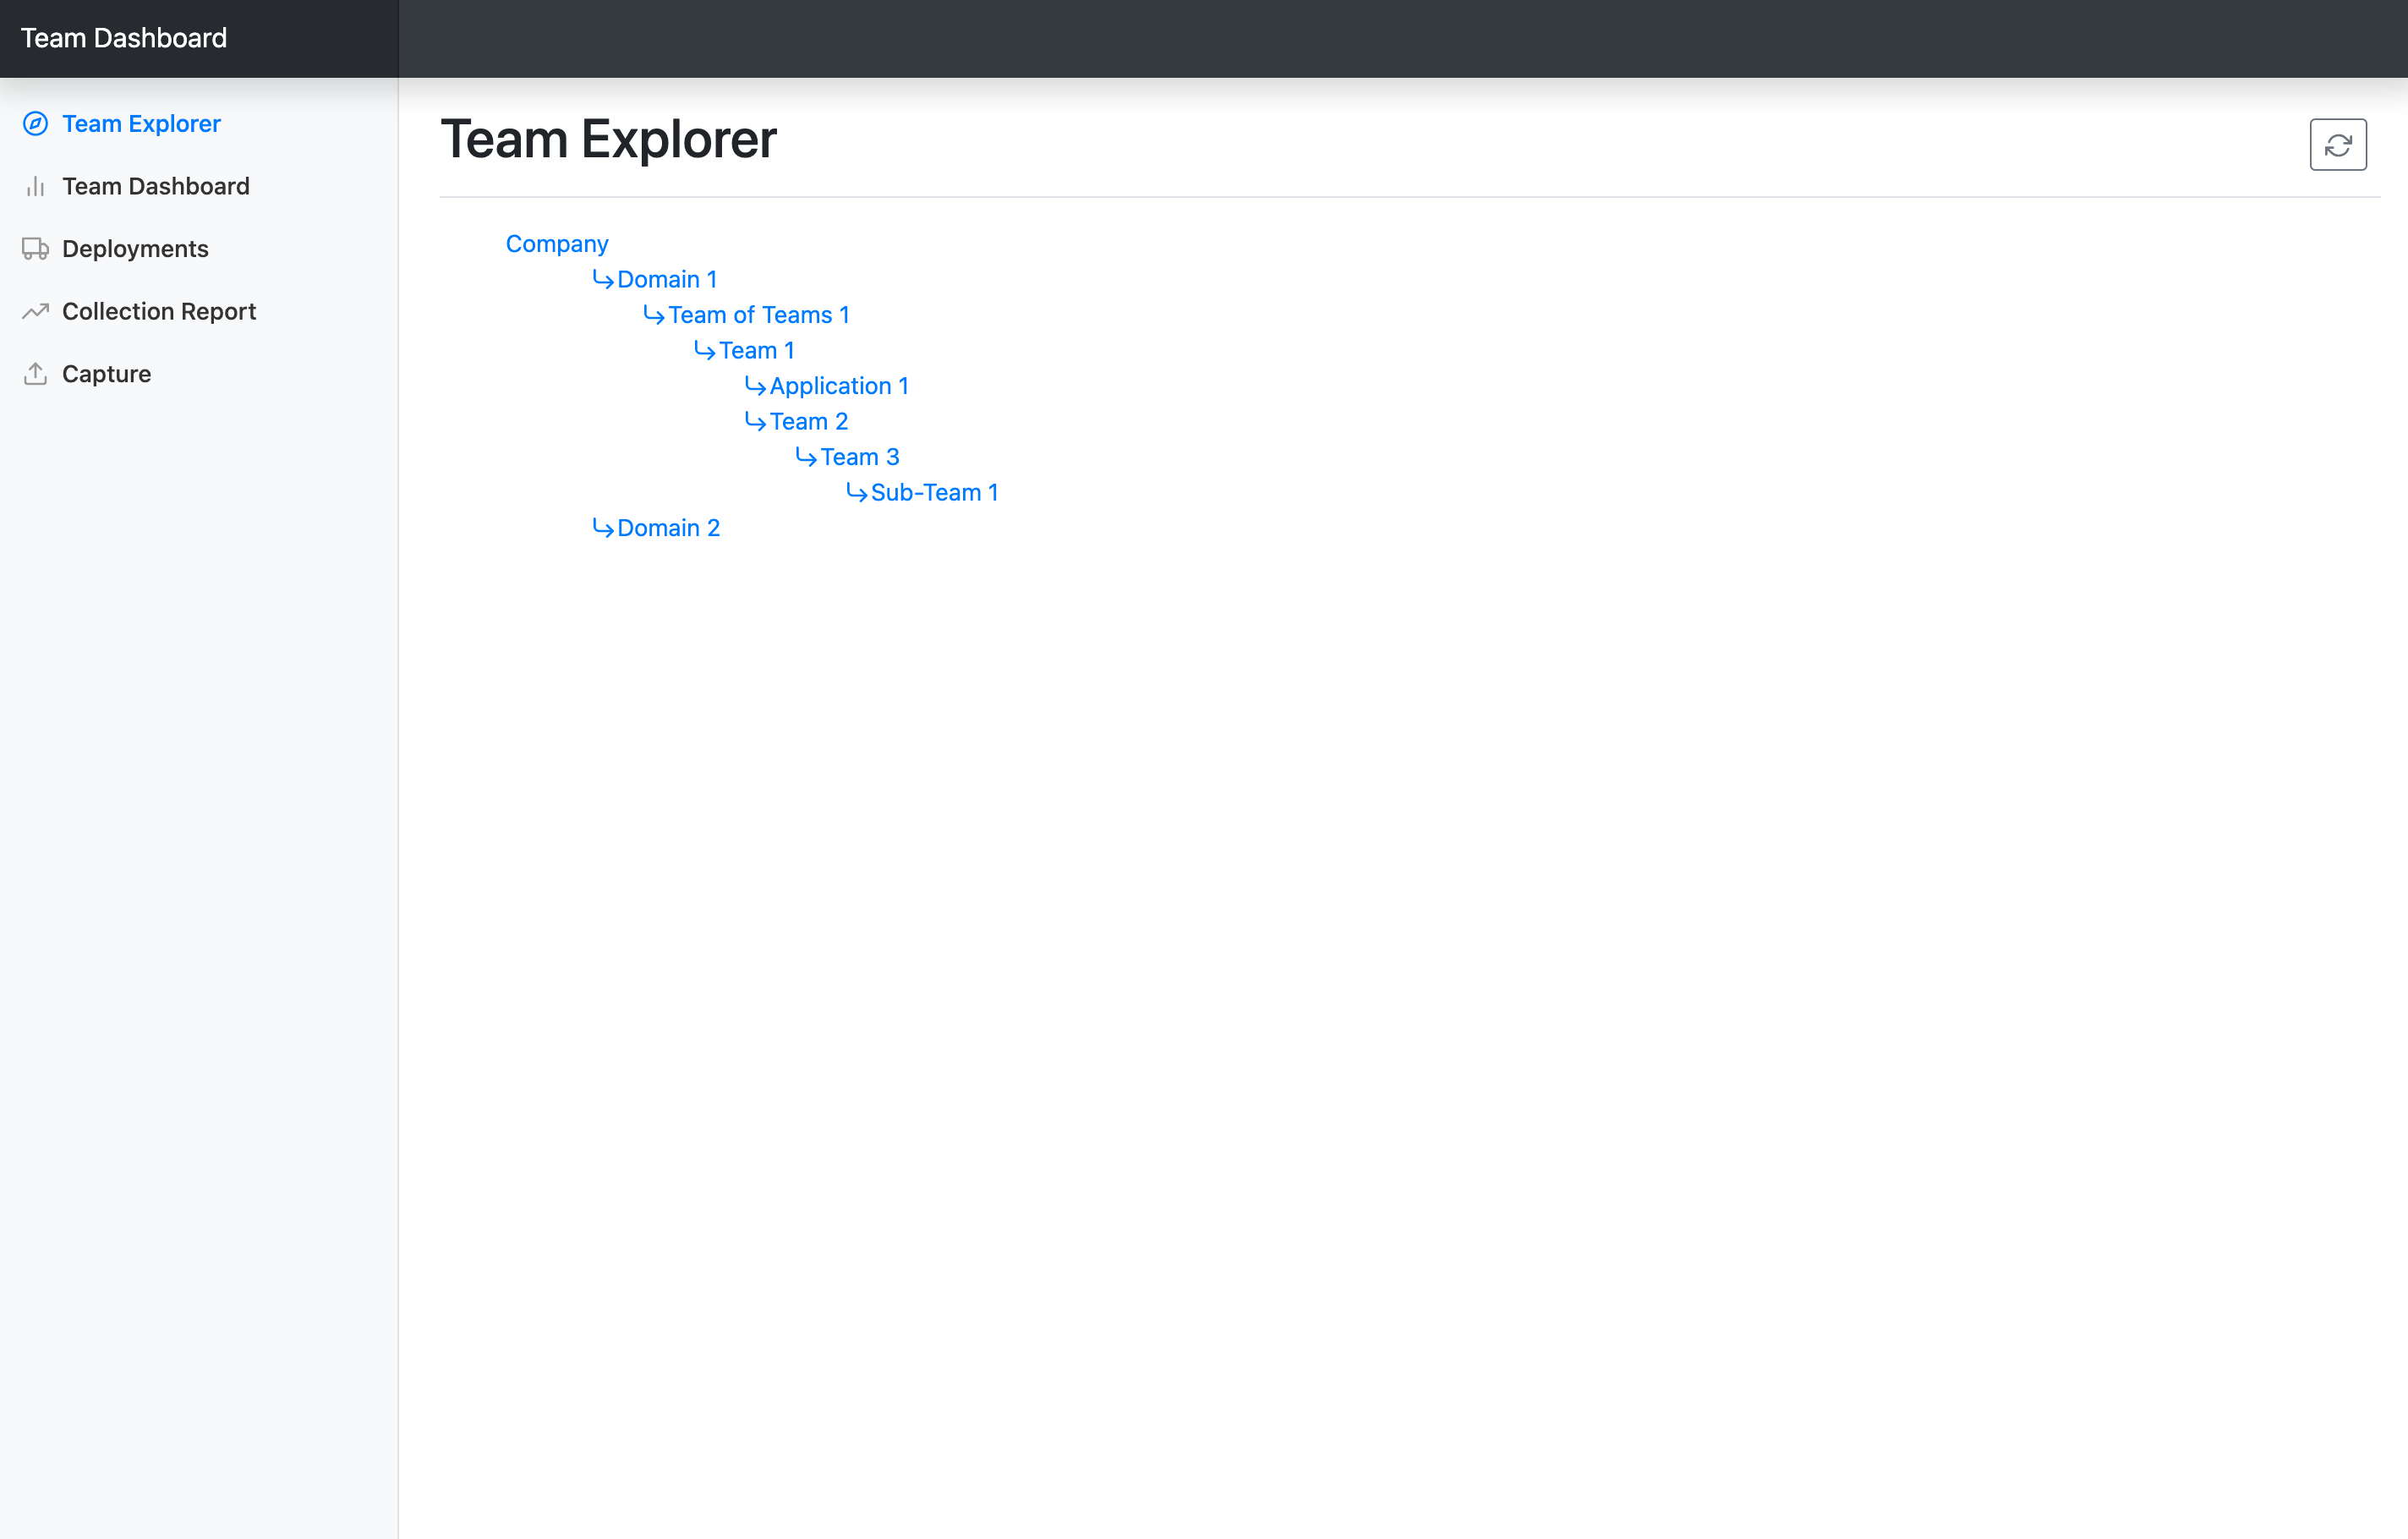 Team Dashboard
Team Explorer
Team Dashboard
Deployments
Collection Report
Capture
Team Explorer
Company
Domain 1
Team of Teams 1
Team 1
Application 1
Team 2
Team 3
Sub-Team 1
Domain 2